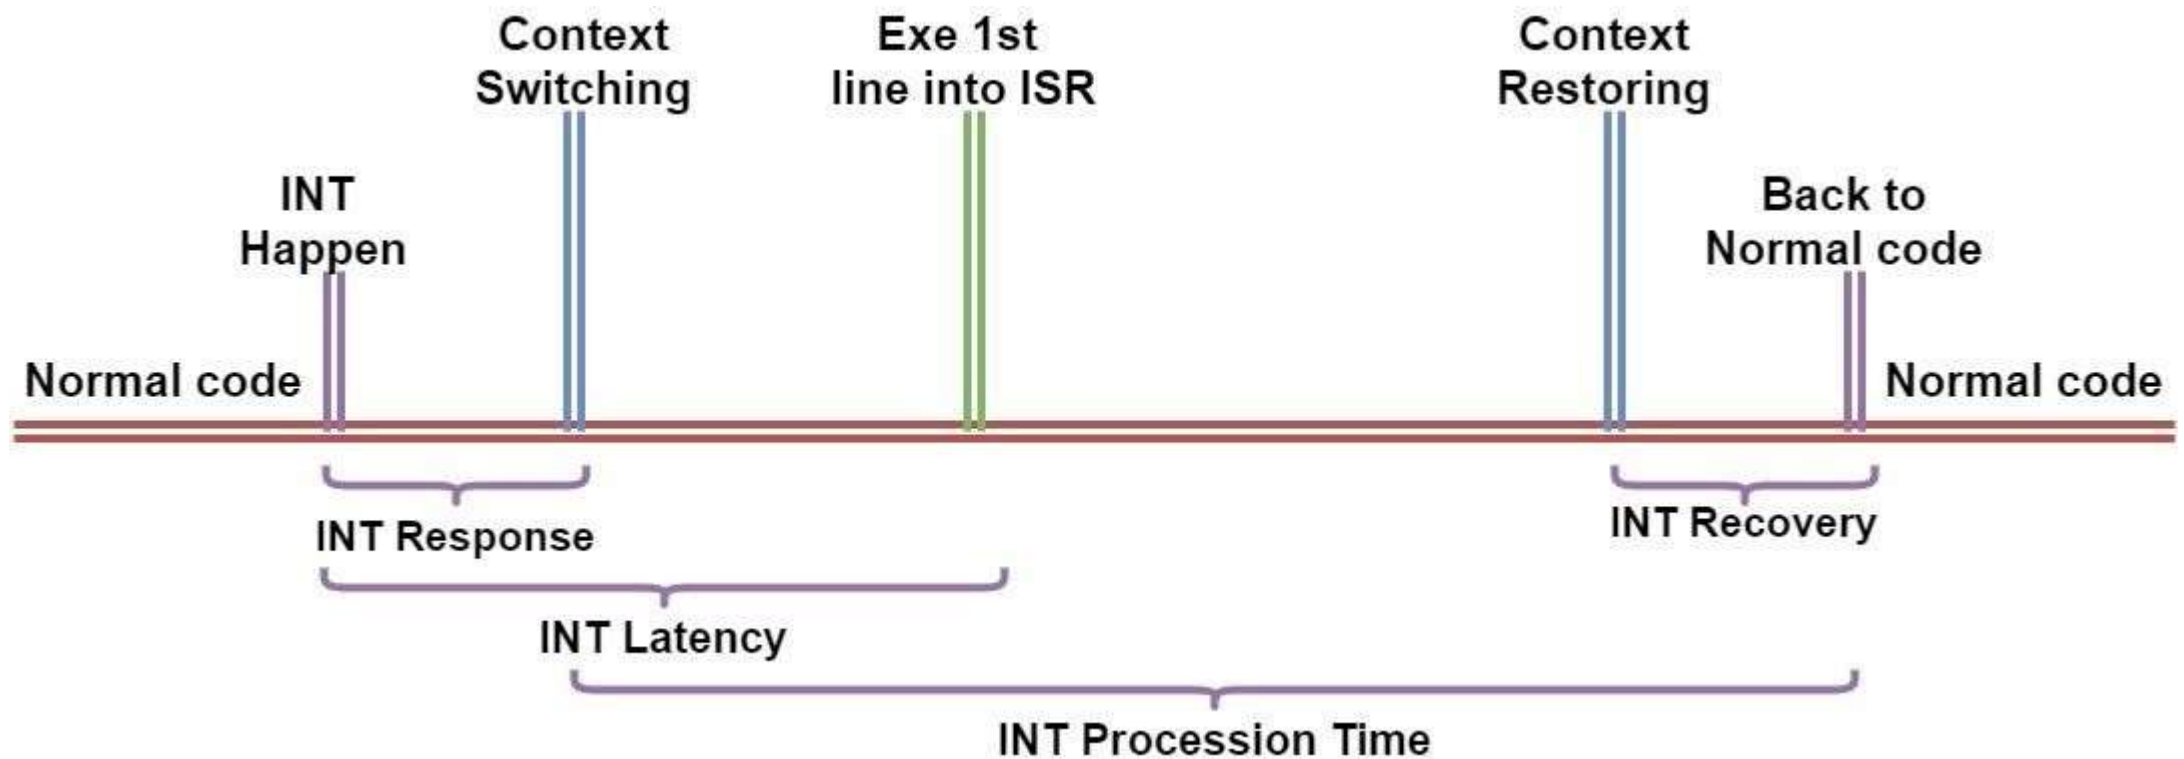 Context
Switching
Exe 1st
line into ISR
Context
Restoring
INT
Happen
Back to
Normal code
Normal code
Normal code
INT Response
INT Recovery
INT Latency
INT Procession Time